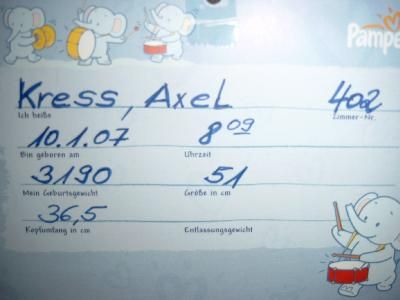 Pampe
Kress, Axel 402
Ich heiße Zimmer-Nr.
10.1.07 8 09
Bin geboren am Uhrzeit
3190 51
Mein Geburtsgewicht Größe in cm
36,5
Kopfumfang in cm Entlassungsgewicht